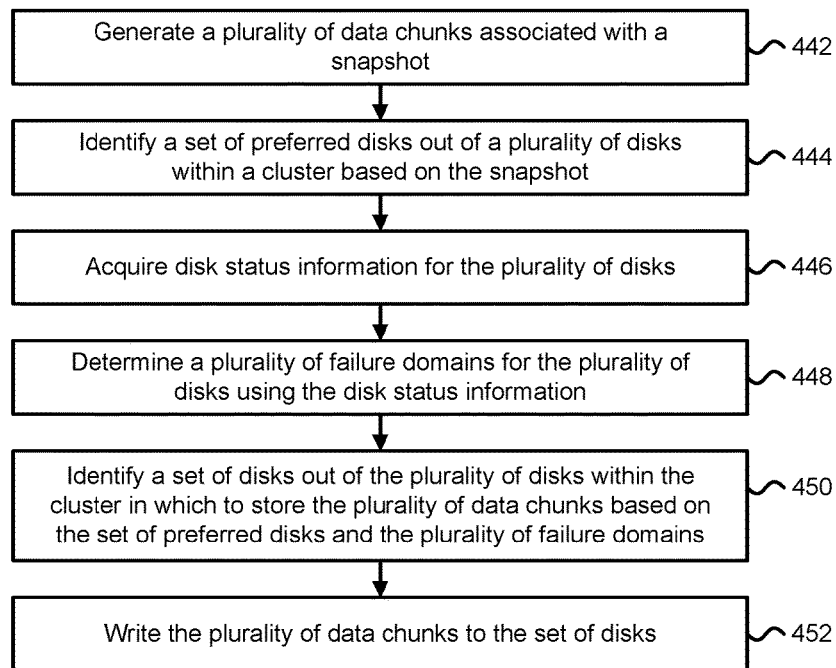 Generate a plurality of data chunks associated with a
snapshot
442
Identify a set of preferred disks out of a plurality of disks
within a cluster based on the snapshot
444
Acquire disk status information for the plurality of disks
446
Determine a plurality of failure domains for the plurality of
disks using the disk status information
448
Identify a set of disks out of the plurality of disks within the
cluster in which to store the plurality of data chunks based on
the set of preferred disks and the plurality of failure domains
450
Write the plurality of data chunks to the set of disks
452